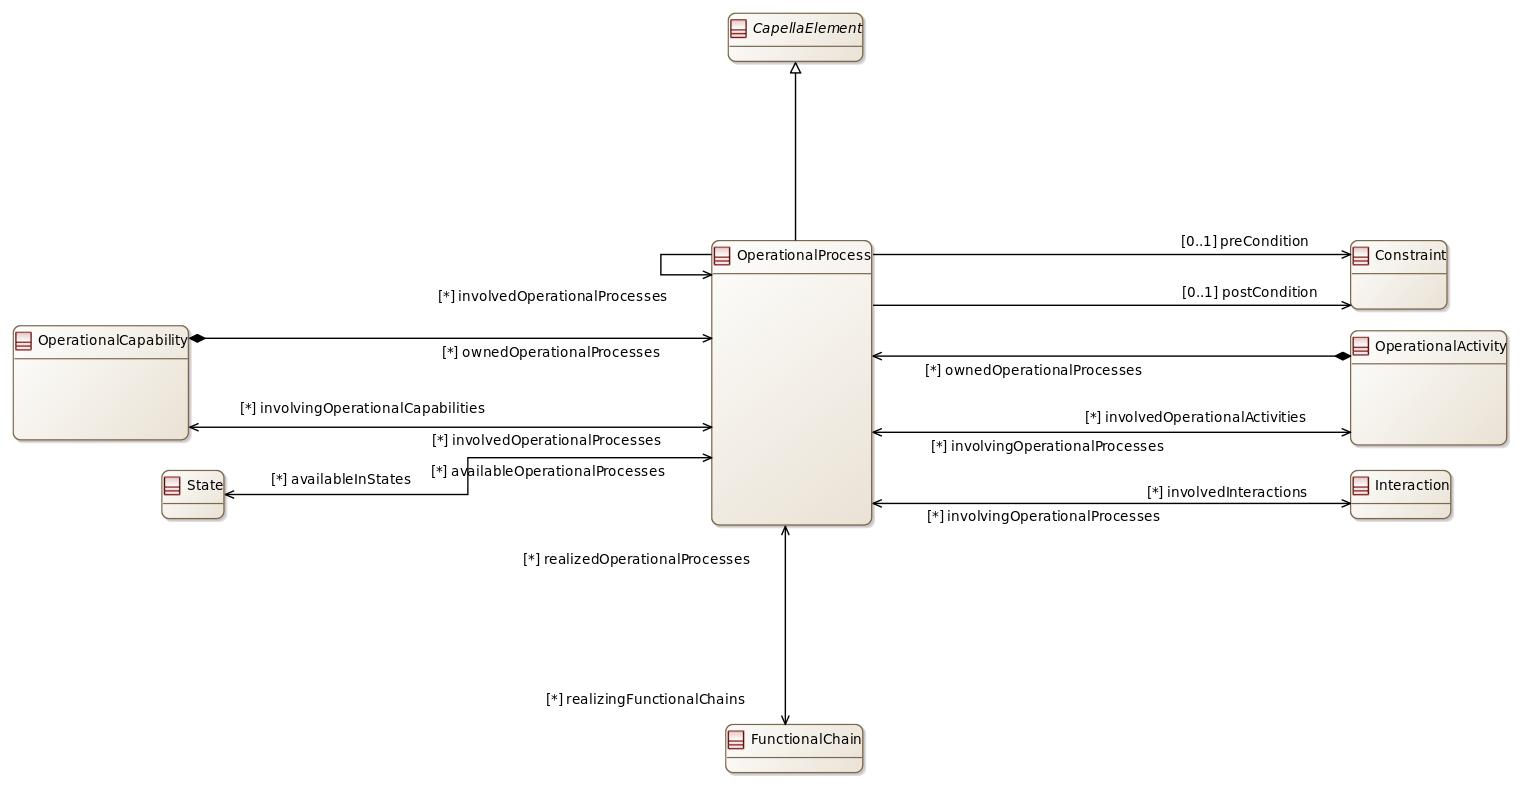 CapellaElement
[0..1] preCondition
OperationalProcess
Constraint
[*] involvedOperationalProcesses
[0..1] postCondition
OperationalCapability
OperationalActivity
[*] ownedOperationalProcesses
[*] ownedOperationalProcesses
[*] involvingOperationalCapabilities
[*] involvedOperationalActivities
[*] involvedOperationalProcesses
[*] involvingOperationalProcesses
[*] availableOperationalProcesses
[*] availableInStates
State
Interaction
[*] involvedInteractions
[*] involvingOperationalProcesses
[*] realizedOperationalProcesses
[*] realizingFunctionalChains
FunctionalChain